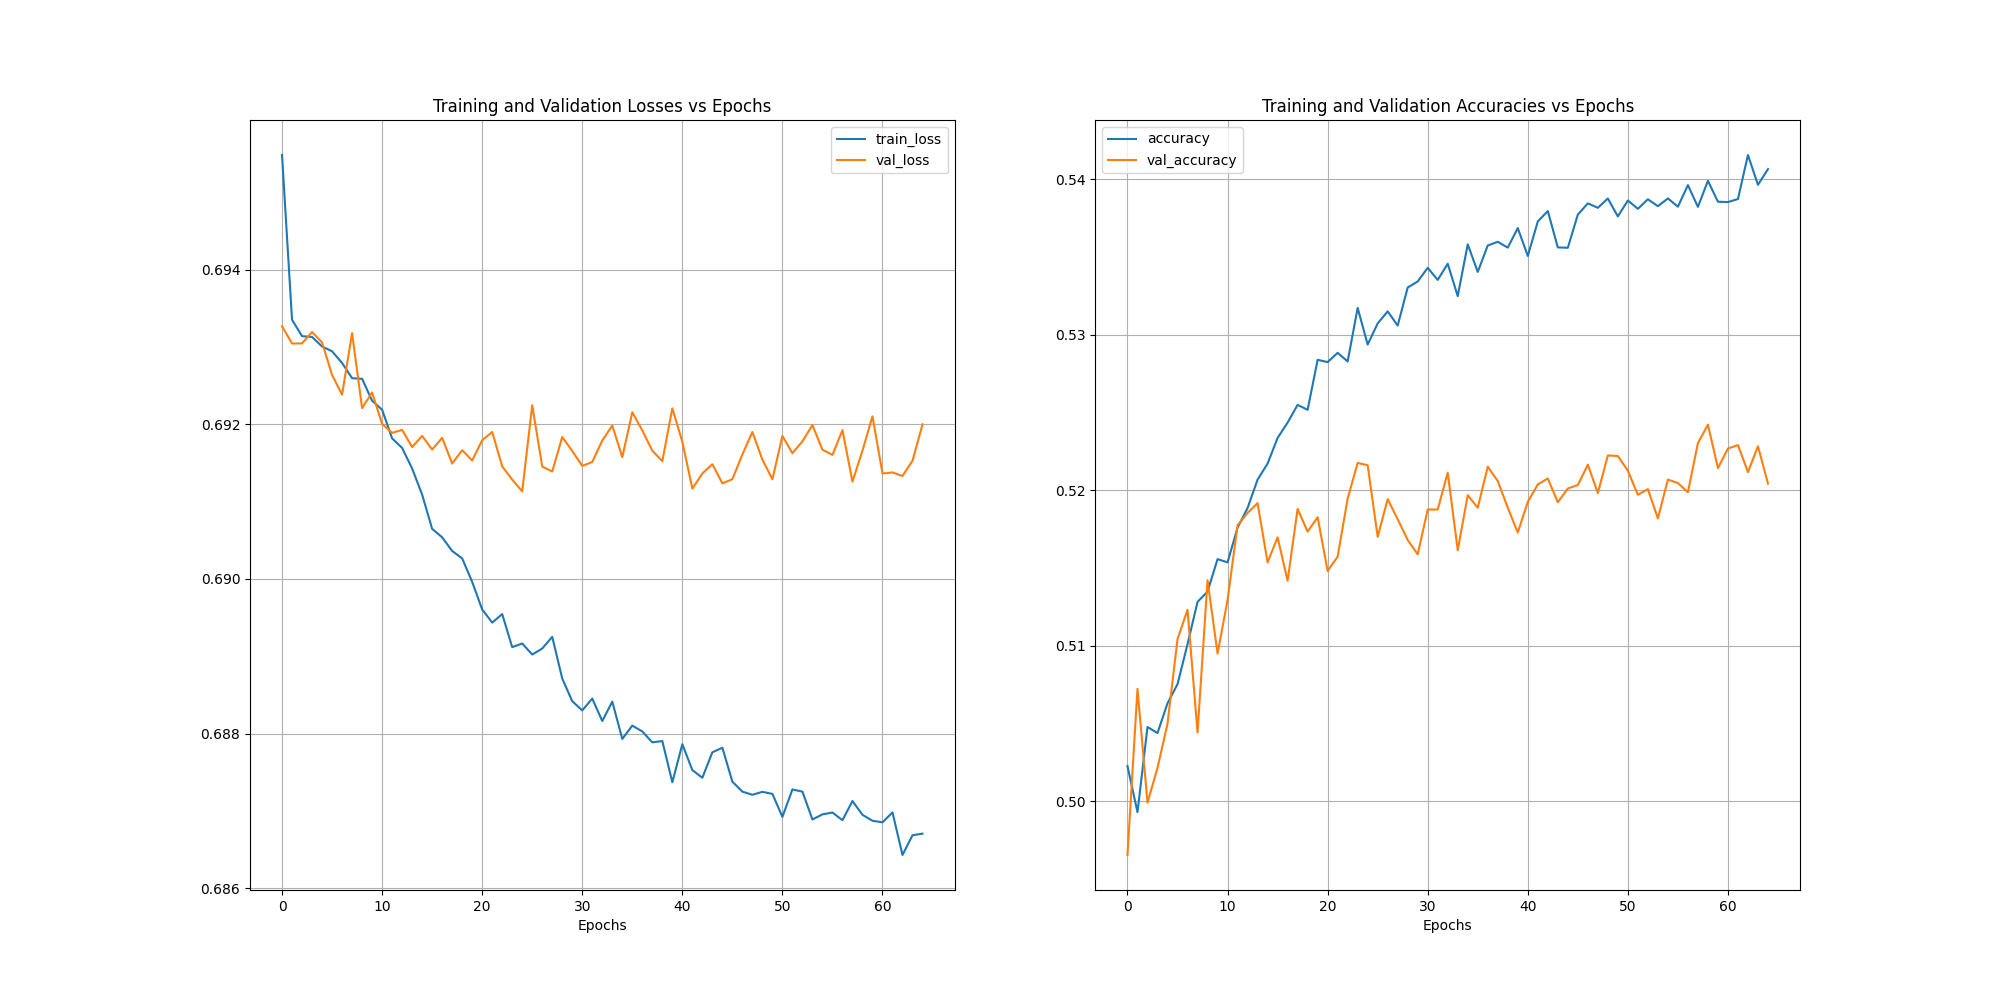 Training and Validation Losses vs Epochs
train_loss
val_loss
0.694
0.692
0.690
0.688
0.686
0 10 20 30 40 50 60
Epochs
Training and Validation Accuracies vs Epochs
accuracy
val_accuracy
0.54
0.53
0.52
0.51
0.50
0 10 20 30 40 50 60
Epochs